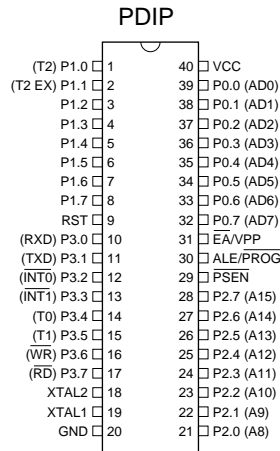 PDIP
(T2) P1.0 1 40 VCC
(T2 EX) P1.1 2 39 P0.0 (AD0)
P1.2 3 38 P0.1 (AD1)
P1.3 4 37 P0.2 (AD2)
P1.4 5 36 P0.3 (AD3)
P1.5 6 35 P0.4 (AD4)
P1.6 7 34 P0.5 (AD5)
P1.7 8 33 P0.6 (AD6)
RST 9 32 P0.7 (AD7)
(RXD) P3.0 10 31 E̅A̅/VPP
(TXD) P3.1 11 30 ALE/P̅R̅O̅G̅
(I̅N̅T̅0̅) P3.2 12 29 P̅S̅E̅N̅
(I̅N̅T̅1̅) P3.3 13 28 P2.7 (A15)
(T0) P3.4 14 27 P2.6 (A14)
(T1) P3.5 15 26 P2.5 (A13)
(W̅R̅) P3.6 16 25 P2.4 (A12)
(R̅D̅) P3.7 17 24 P2.3 (A11)
XTAL2 18 23 P2.2 (A10)
XTAL1 19 22 P2.1 (A9)
GND 20 21 P2.0 (A8)